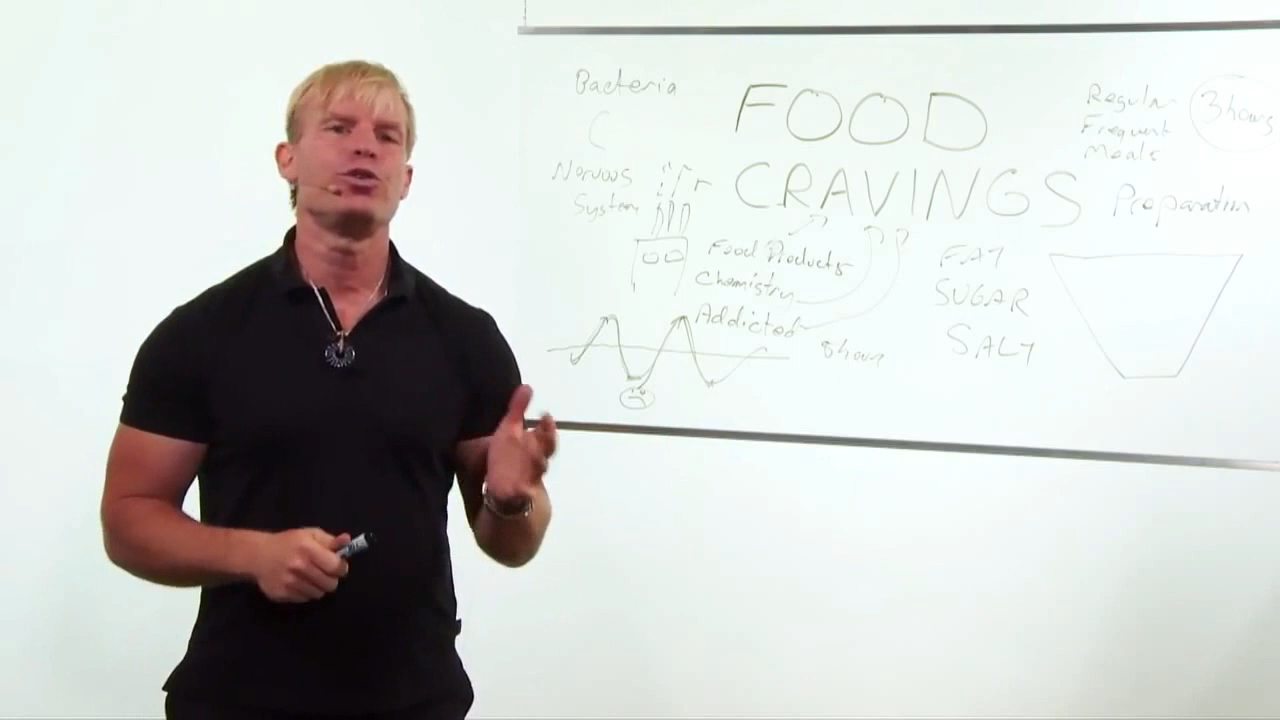 Bacteria
C
Nervous
System
FOOD
CRAVINGS
Food Products
Chemistry
Addicted
8 hours
FAT
SUGAR
SALT
Regular
Frequent
Meals
3 hours
Preparation